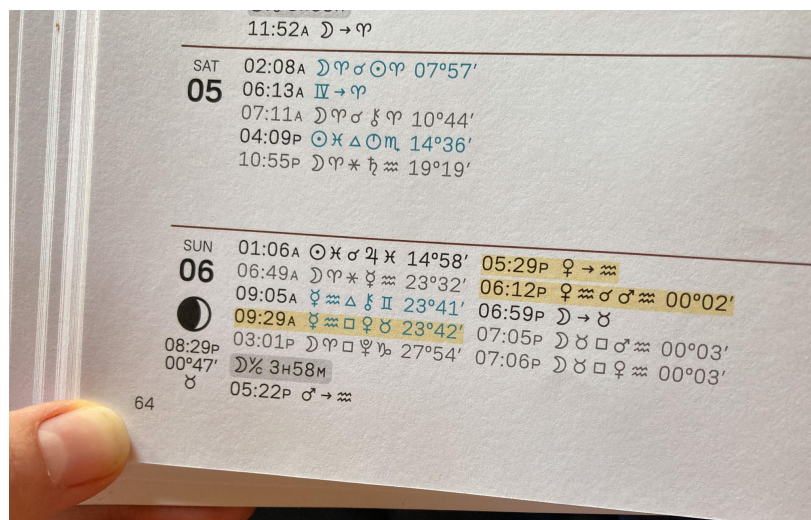 11:52A ☽→♈
SAT
05
02:08A ☽♈☌☉♈ 07°57′
06:13A Ⅳ→♈
07:11A ☽♈☌⚷♈ 10°44′
04:09P ☉♓△⏼♏ 14°36′
10:55P ☽♈⚹♄♒ 19°19′
SUN
06
08:29P
00°47′
♉
01:06A ☉♓☌♃♓ 14°58′
06:49A ☽♈⚹☿♒ 23°32′
09:05A ☿♒△⚷♊ 23°41′
09:29A ☿♒□♀♉ 23°42′
03:01P ☽♈□♇♑ 27°54′
☽V/C 3H58M
05:22P ♂→♒
05:29P ♀→♒
06:12P ♀♒☌♂♒ 00°02′
06:59P ☽→♉
07:05P ☽♉□♂♒ 00°03′
07:06P ☽♉□♀♒ 00°03′
64